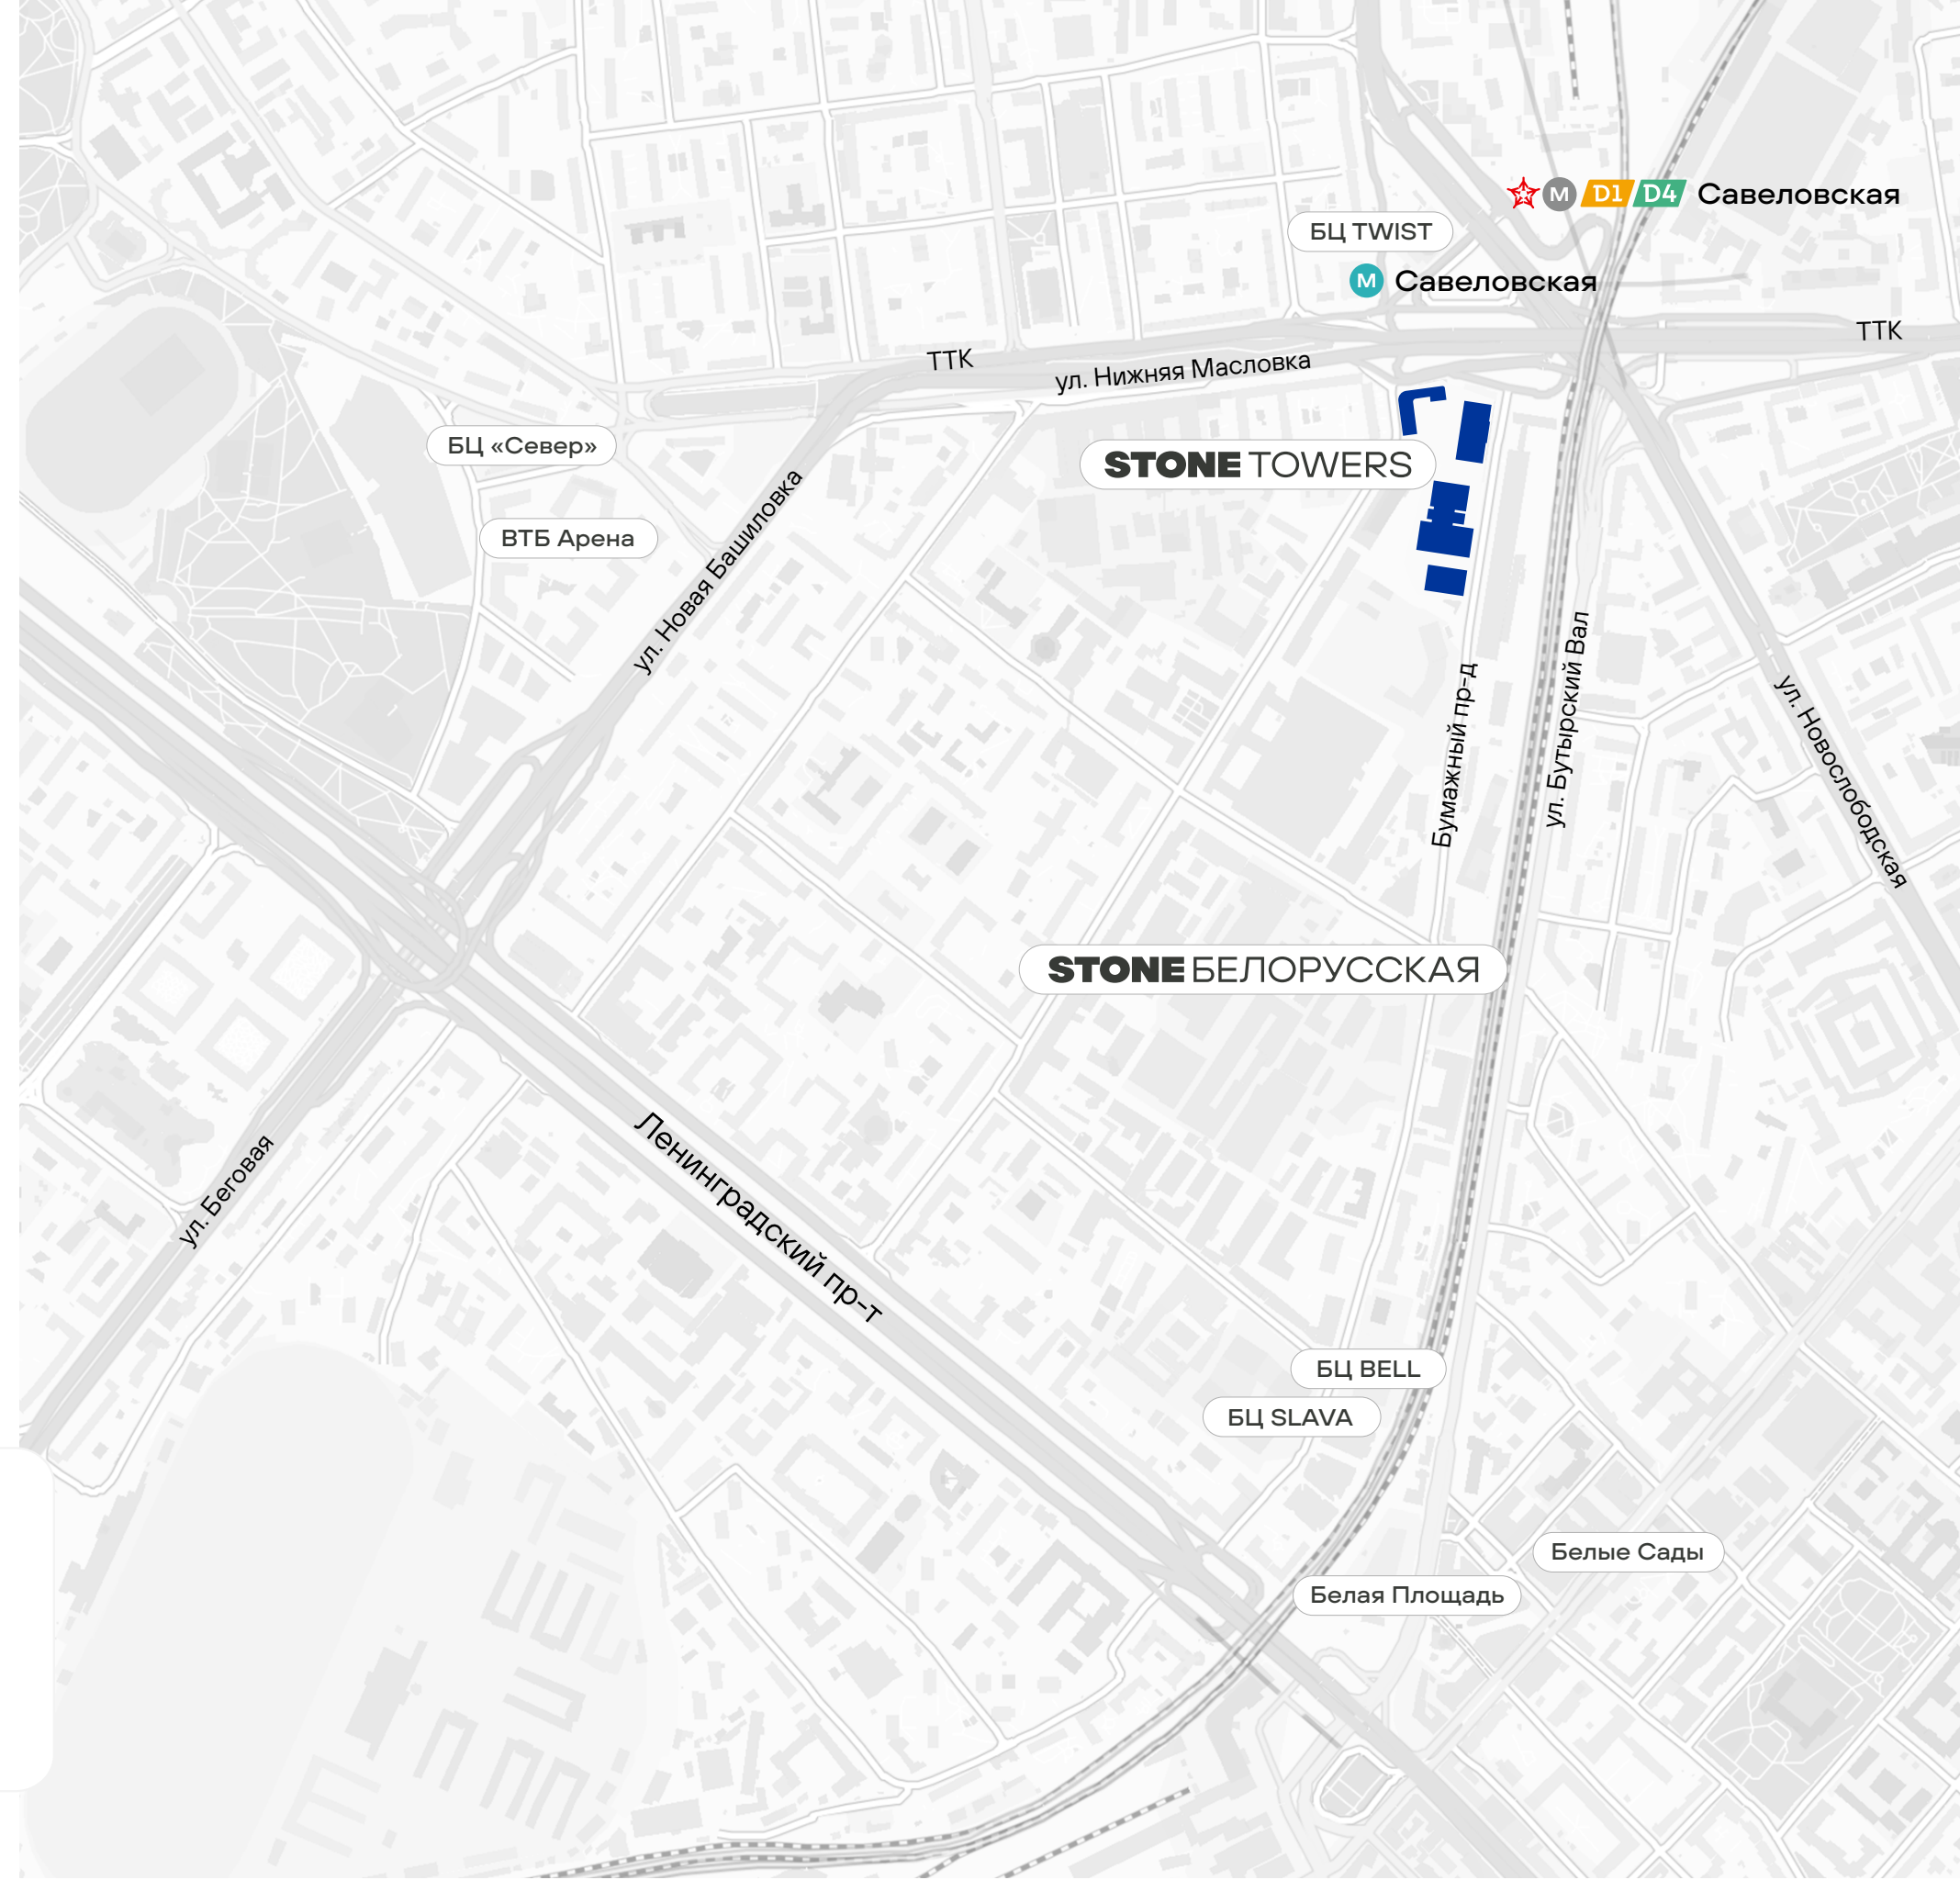 М D1 D4 Савеловская
БЦ TWIST
М Савеловская
ТТК
ТТК
ул. Нижняя Масловка
БЦ «Север»
STONE TOWERS
ВТБ Арена
ул. Новая Башиловка
Бумажный пр-д
ул. Бутырский Вал
ул. Новослободская
STONE БЕЛОРУССКАЯ
ул. Беговая
Ленинградский пр-т
БЦ BELL
БЦ SLAVA
Белые Сады
Белая Площадь